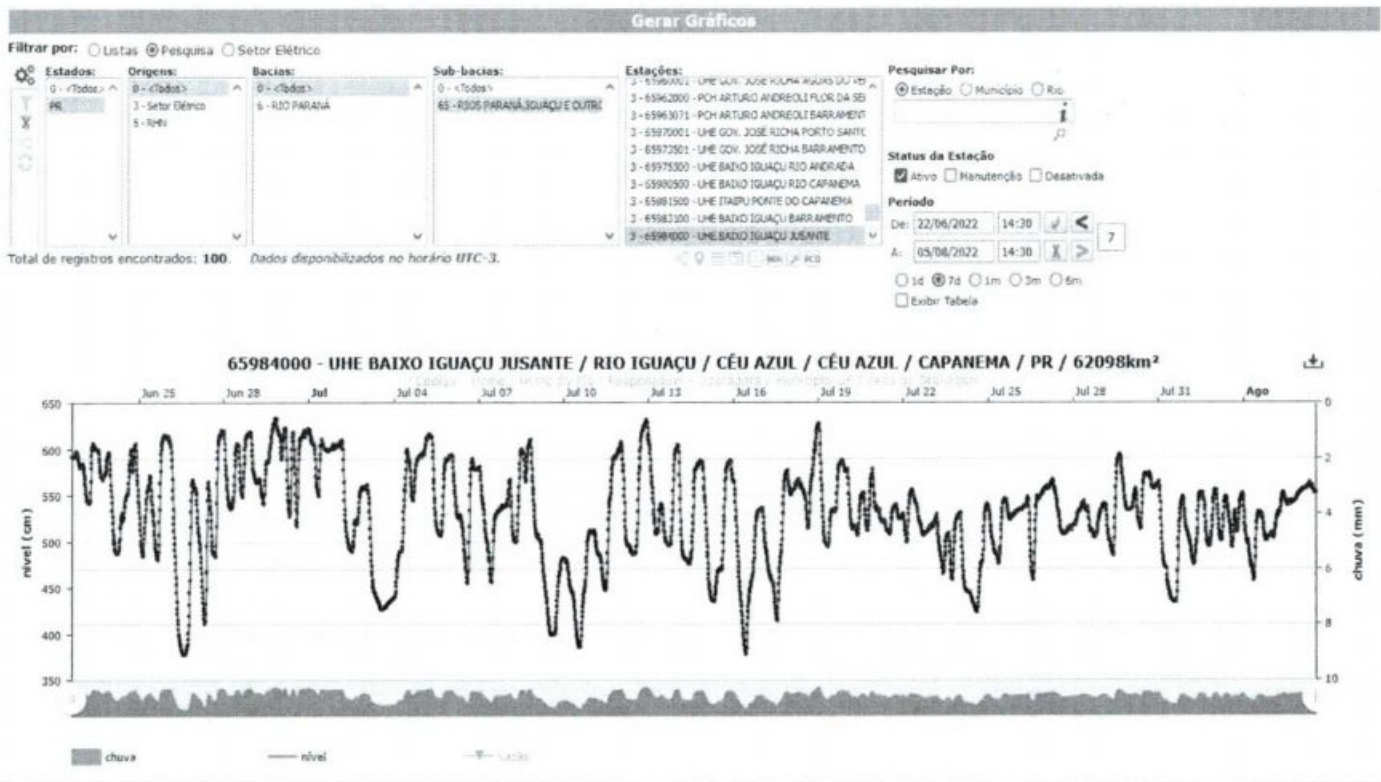 Gerar Gráficos
Filtrar por: Listas Pesquisa Setor Elétrico
Estados: Origens: Bacias: Sub-bacias: Estações: Pesquisar Por:
0 - <Todos> 0 - <Todos> 0 - <Todos> 0 - <Todos>
PR 3 - Setor Elétrico 6 - RIO PARANÁ 65 - RIOS PARANÁ,IGUAÇU E OUTRO
5 - RHN
3 - 65962000 - PCH ARTURO ANDREOLI FLOR DA SE
3 - 65963071 - PCH ARTURO ANDREOLI BARRAMENT
3 - 65970001 - UHE GOV. JOSÉ RICHA PORTO SANTO
3 - 65973501 - UHE GOV. JOSÉ RICHA BARRAMENTO
3 - 65975300 - UHE BAIXO IGUAÇU RIO ANDRADA
3 - 65980500 - UHE BAIXO IGUAÇU RIO CAPANEMA
3 - 65981500 - UHE ITAIPU PONTE DO CAPANEMA
3 - 65983100 - UHE BAIXO IGUAÇU BARRAMENTO
3 - 65984000 - UHE BAIXO IGUAÇU JUSANTE
Estação Município Rio
i
Status da Estação
Ativo Manutenção Desativada
Período
De: 22/06/2022 14:30 <
7
A: 05/08/2022 14:30 >
1d 7d 1m 3m 6m
Exibir Tabela
Total de registros encontrados: 100. Dados disponibilizados no horário UTC-3.
PCD
65984000 - UHE BAIXO IGUAÇU JUSANTE / RIO IGUAÇU / CÉU AZUL / CÉU AZUL / CAPANEMA / PR / 62098km²
Jun 25 Jun 28 Jul Jul 04 Jul 07 Jul 10 Jul 13 Jul 16 Jul 19 Jul 22 Jul 25 Jul 28 Jul 31 Ago
650 0
600 2
550 4
500
450 6
400 8
350 10
nível (cm)
chuva (mm)
chuva nível vazão